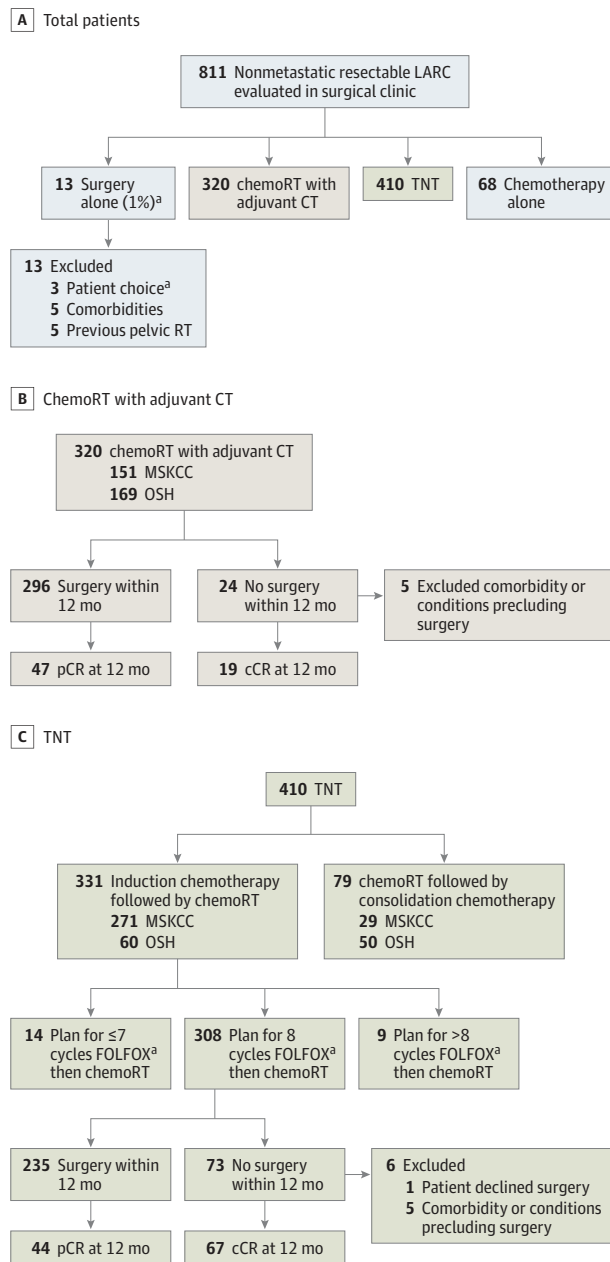 A Total patients
811 Nonmetastatic resectable LARC
evaluated in surgical clinic
13 Surgery
alone (1%)a
320 chemoRT with
adjuvant CT
410 TNT
68 Chemotherapy
alone
13 Excluded
3 Patient choicea
5 Comorbidities
5 Previous pelvic RT
B ChemoRT with adjuvant CT
320 chemoRT with adjuvant CT
151 MSKCC
169 OSH
296 Surgery within
12 mo
24 No surgery
within 12 mo
5 Excluded comorbidity or
conditions precluding
surgery
47 pCR at 12 mo
19 cCR at 12 mo
C TNT
410 TNT
331 Induction chemotherapy
followed by chemoRT
271 MSKCC
60 OSH
79 chemoRT followed by
consolidation chemotherapy
29 MSKCC
50 OSH
14 Plan for ≤7
cycles FOLFOXa
then chemoRT
308 Plan for 8
cycles FOLFOXa
then chemoRT
9 Plan for >8
cycles FOLFOXa
then chemoRT
235 Surgery within
12 mo
73 No surgery
within 12 mo
6 Excluded
1 Patient declined surgery
5 Comorbidity or conditions
precluding surgery
44 pCR at 12 mo
67 cCR at 12 mo